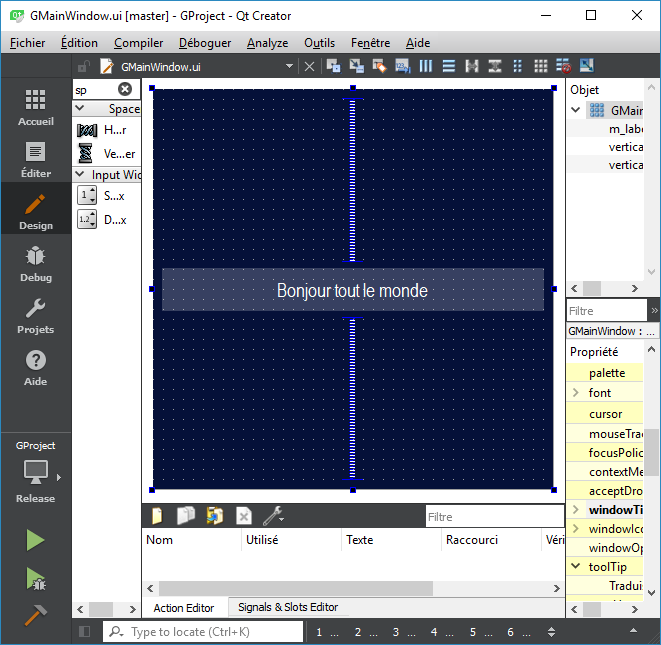 GMainWindow.ui [master] - GProject - Qt Creator
Fichier Édition Compiler Déboguer Analyze Outils Fenêtre Aide
GMainWindow.ui
Accueil
Éditer
Design
Debug
Projets
Aide
GProject
Release
sp
Space
H...r
Ve...er
Input Wid
S...x
D...x
Bonjour tout le monde
Filtre
Nom Utilisé Texte Raccourci Véri
Action Editor Signals & Slots Editor
Objet
GMain
m_labe
vertica
vertica
Filtre
GMainWindow : ...
Propriété
palette
font
cursor
mouseTrac
focusPolic
contextMe
acceptDro
windowTi
windowIco
windowOp
toolTip
Tradui
Type to locate (Ctrl+K)
1 ... 2 ... 3 ... 4 ... 5 ... 6 ...